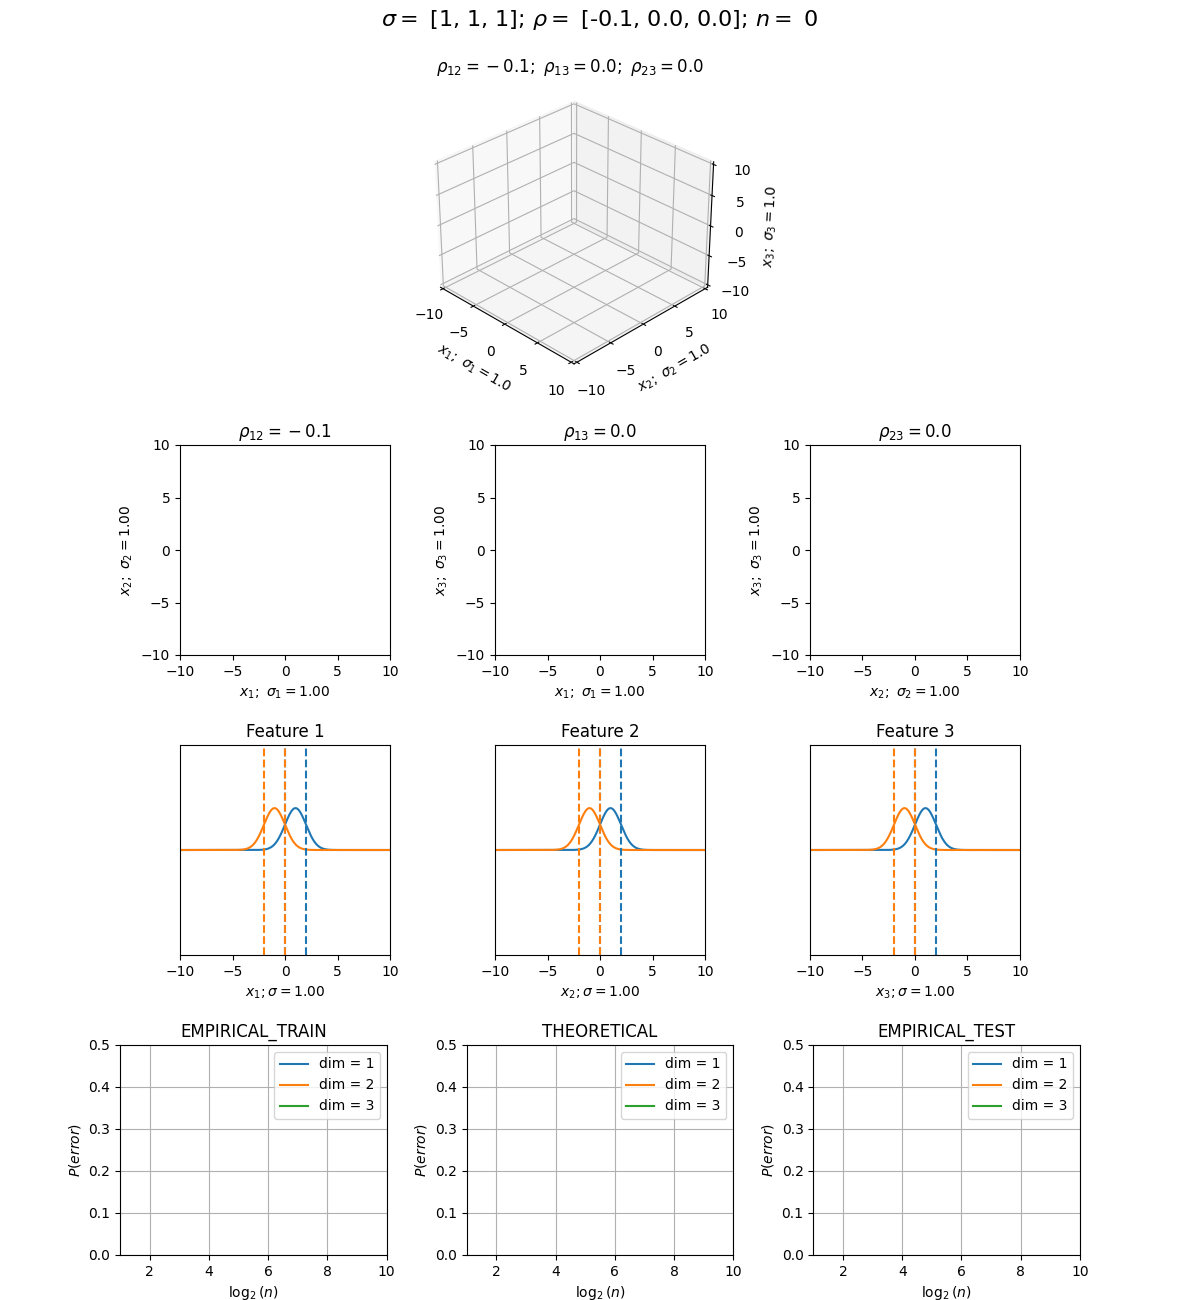 σ = [1, 1, 1]; ρ = [-0.1, 0.0, 0.0]; n = 0
ρ₁₂ = −0.1; ρ₁₃ = 0.0; ρ₂₃ = 0.0
10
5
0
−5
−10
x₃; σ₃ = 1.0
−10
−5
0
5
10
x₁; σ₁ = 1.0
−10
−5
0
5
10
x₂; σ₂ = 1.0
ρ₁₂ = −0.1
10
5
0
−5
−10
x₂; σ₂ = 1.00
−10 −5 0 5 10
x₁; σ₁ = 1.00
ρ₁₃ = 0.0
10
5
0
−5
−10
x₃; σ₃ = 1.00
−10 −5 0 5 10
x₁; σ₁ = 1.00
ρ₂₃ = 0.0
10
5
0
−5
−10
x₃; σ₃ = 1.00
−10 −5 0 5 10
x₂; σ₂ = 1.00
Feature 1
−10 −5 0 5 10
x₁; σ = 1.00
Feature 2
−10 −5 0 5 10
x₂; σ = 1.00
Feature 3
−10 −5 0 5 10
x₃; σ = 1.00
EMPIRICAL_TRAIN
0.5
0.4
0.3
0.2
0.1
0.0
P(error)
dim = 1
dim = 2
dim = 3
2 4 6 8 10
log₂(n)
THEORETICAL
0.5
0.4
0.3
0.2
0.1
0.0
P(error)
dim = 1
dim = 2
dim = 3
2 4 6 8 10
log₂(n)
EMPIRICAL_TEST
0.5
0.4
0.3
0.2
0.1
0.0
P(error)
dim = 1
dim = 2
dim = 3
2 4 6 8 10
log₂(n)